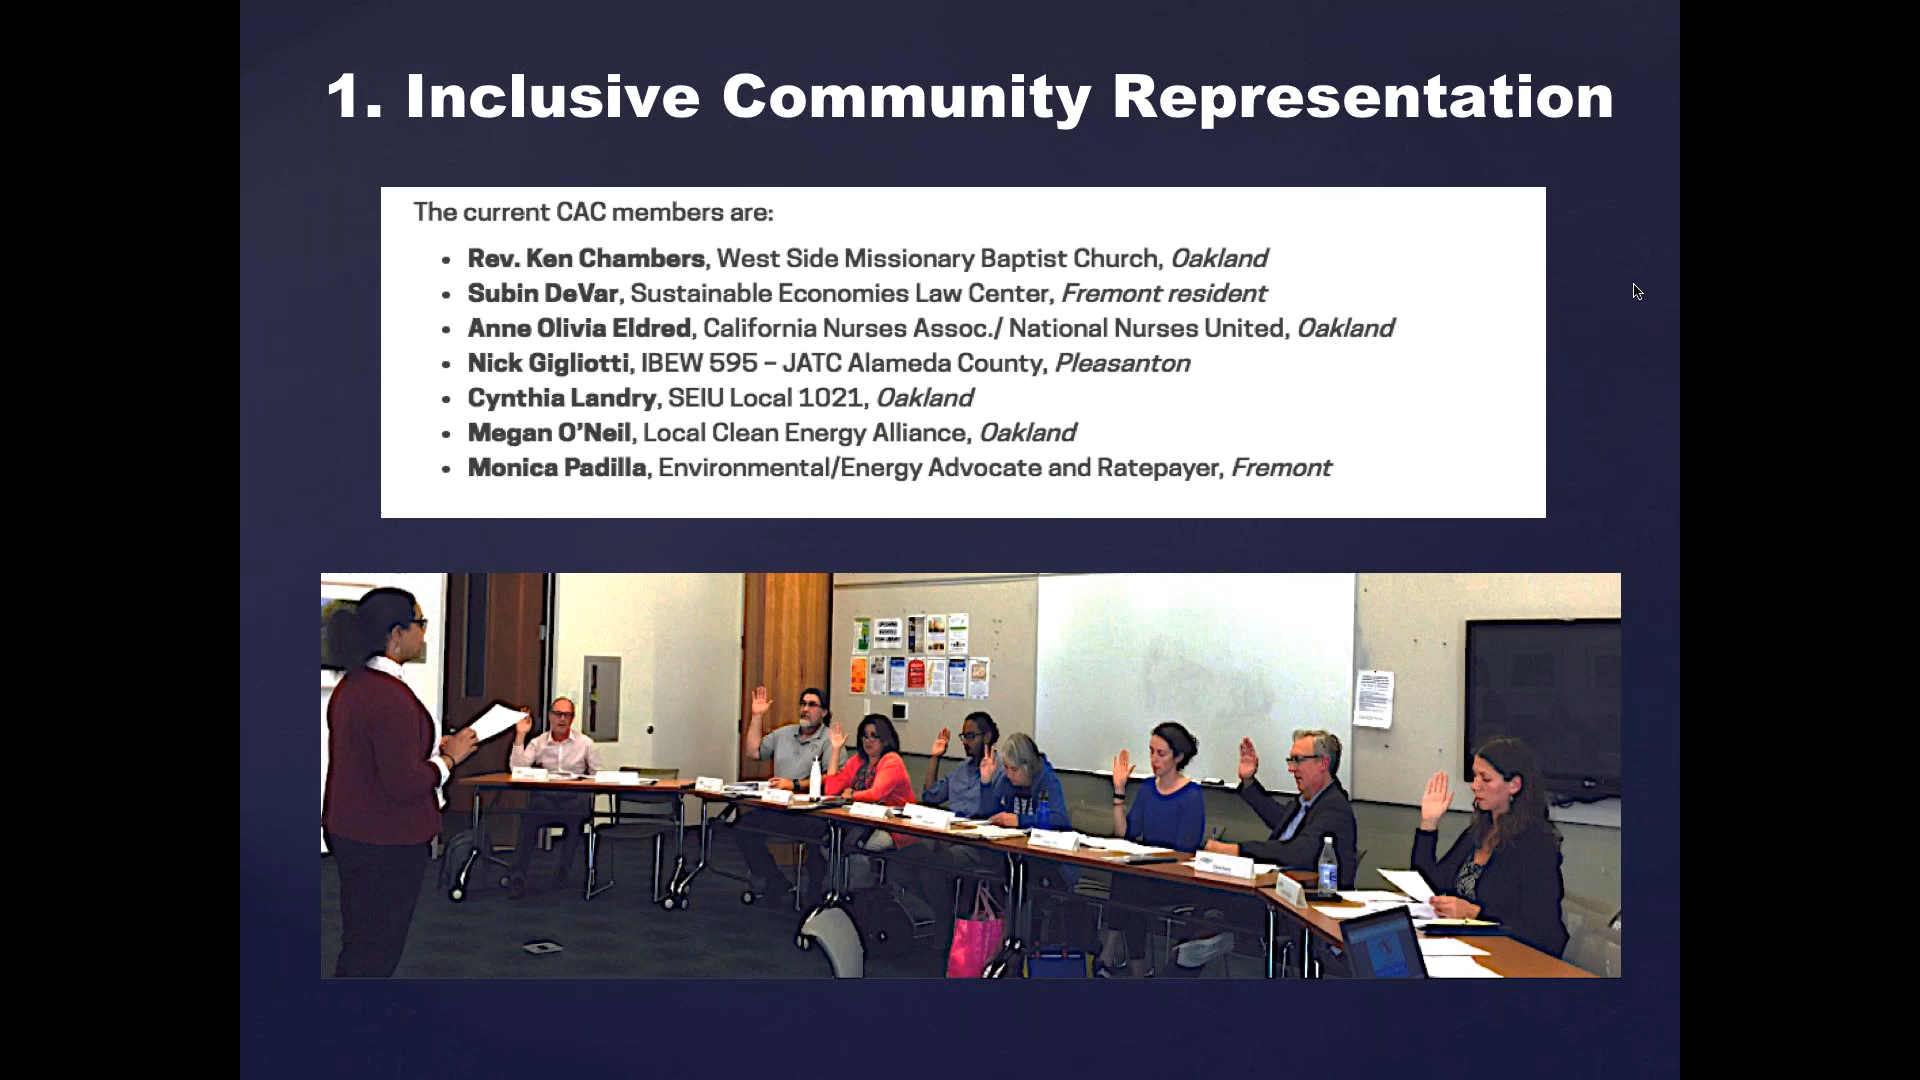 1. Inclusive Community Representation
The current CAC members are:
• Rev. Ken Chambers, West Side Missionary Baptist Church, Oakland
• Subin DeVar, Sustainable Economies Law Center, Fremont resident
• Anne Olivia Eldred, California Nurses Assoc./ National Nurses United, Oakland
• Nick Gigliotti, IBEW 595 – JATC Alameda County, Pleasanton
• Cynthia Landry, SEIU Local 1021, Oakland
• Megan O’Neil, Local Clean Energy Alliance, Oakland
• Monica Padilla, Environmental/Energy Advocate and Ratepayer, Fremont